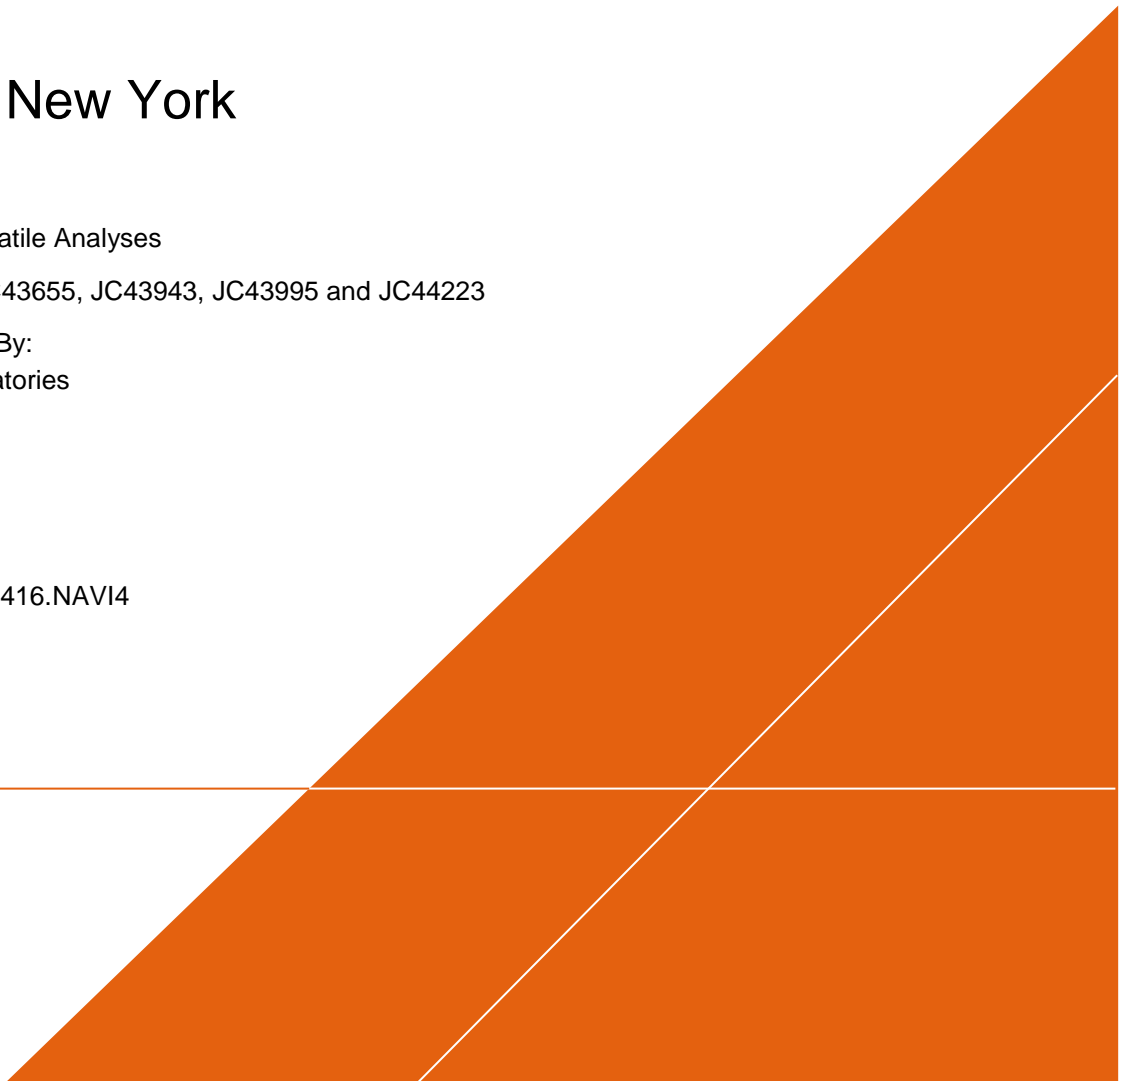 New York
atile Analyses
43655, JC43943, JC43995 and JC44223
By:
atories
416.NAVI4